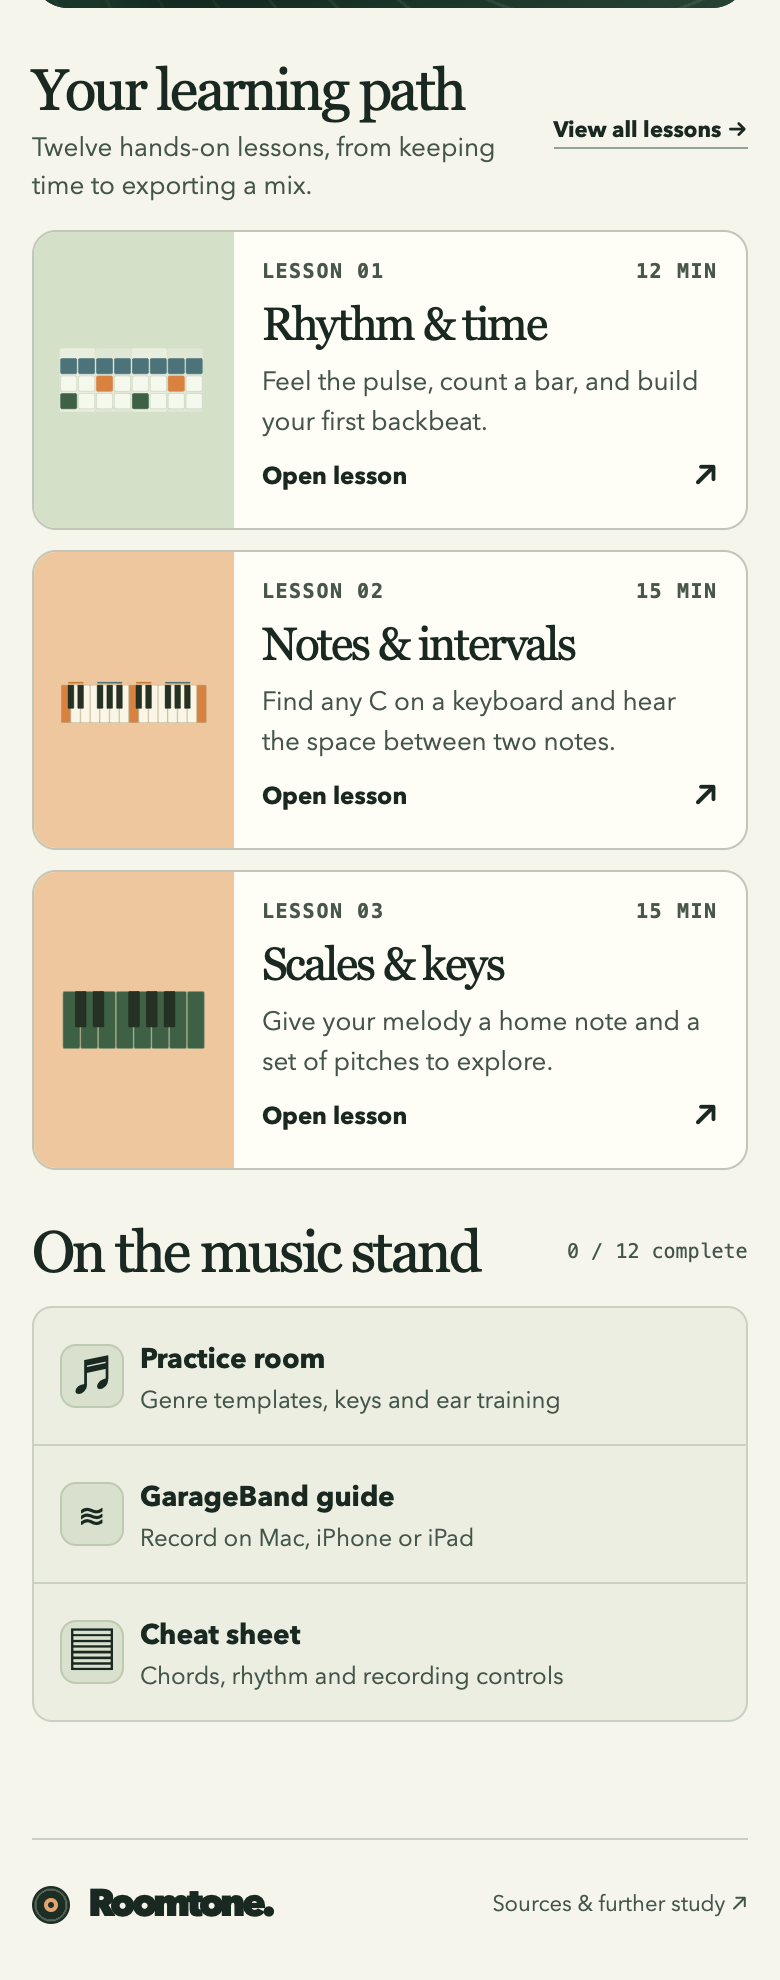 Your learning path
Twelve hands-on lessons, from keeping
time to exporting a mix.
View all lessons →
LESSON 01
12 MIN
Rhythm & time
Feel the pulse, count a bar, and build
your first backbeat.
Open lesson ↗
LESSON 02
15 MIN
Notes & intervals
Find any C on a keyboard and hear
the space between two notes.
Open lesson ↗
LESSON 03
15 MIN
Scales & keys
Give your melody a home note and a
set of pitches to explore.
Open lesson ↗
On the music stand
0 / 12 complete
Practice room
Genre templates, keys and ear training
GarageBand guide
Record on Mac, iPhone or iPad
Cheat sheet
Chords, rhythm and recording controls
Roomtone.
Sources & further study ↗